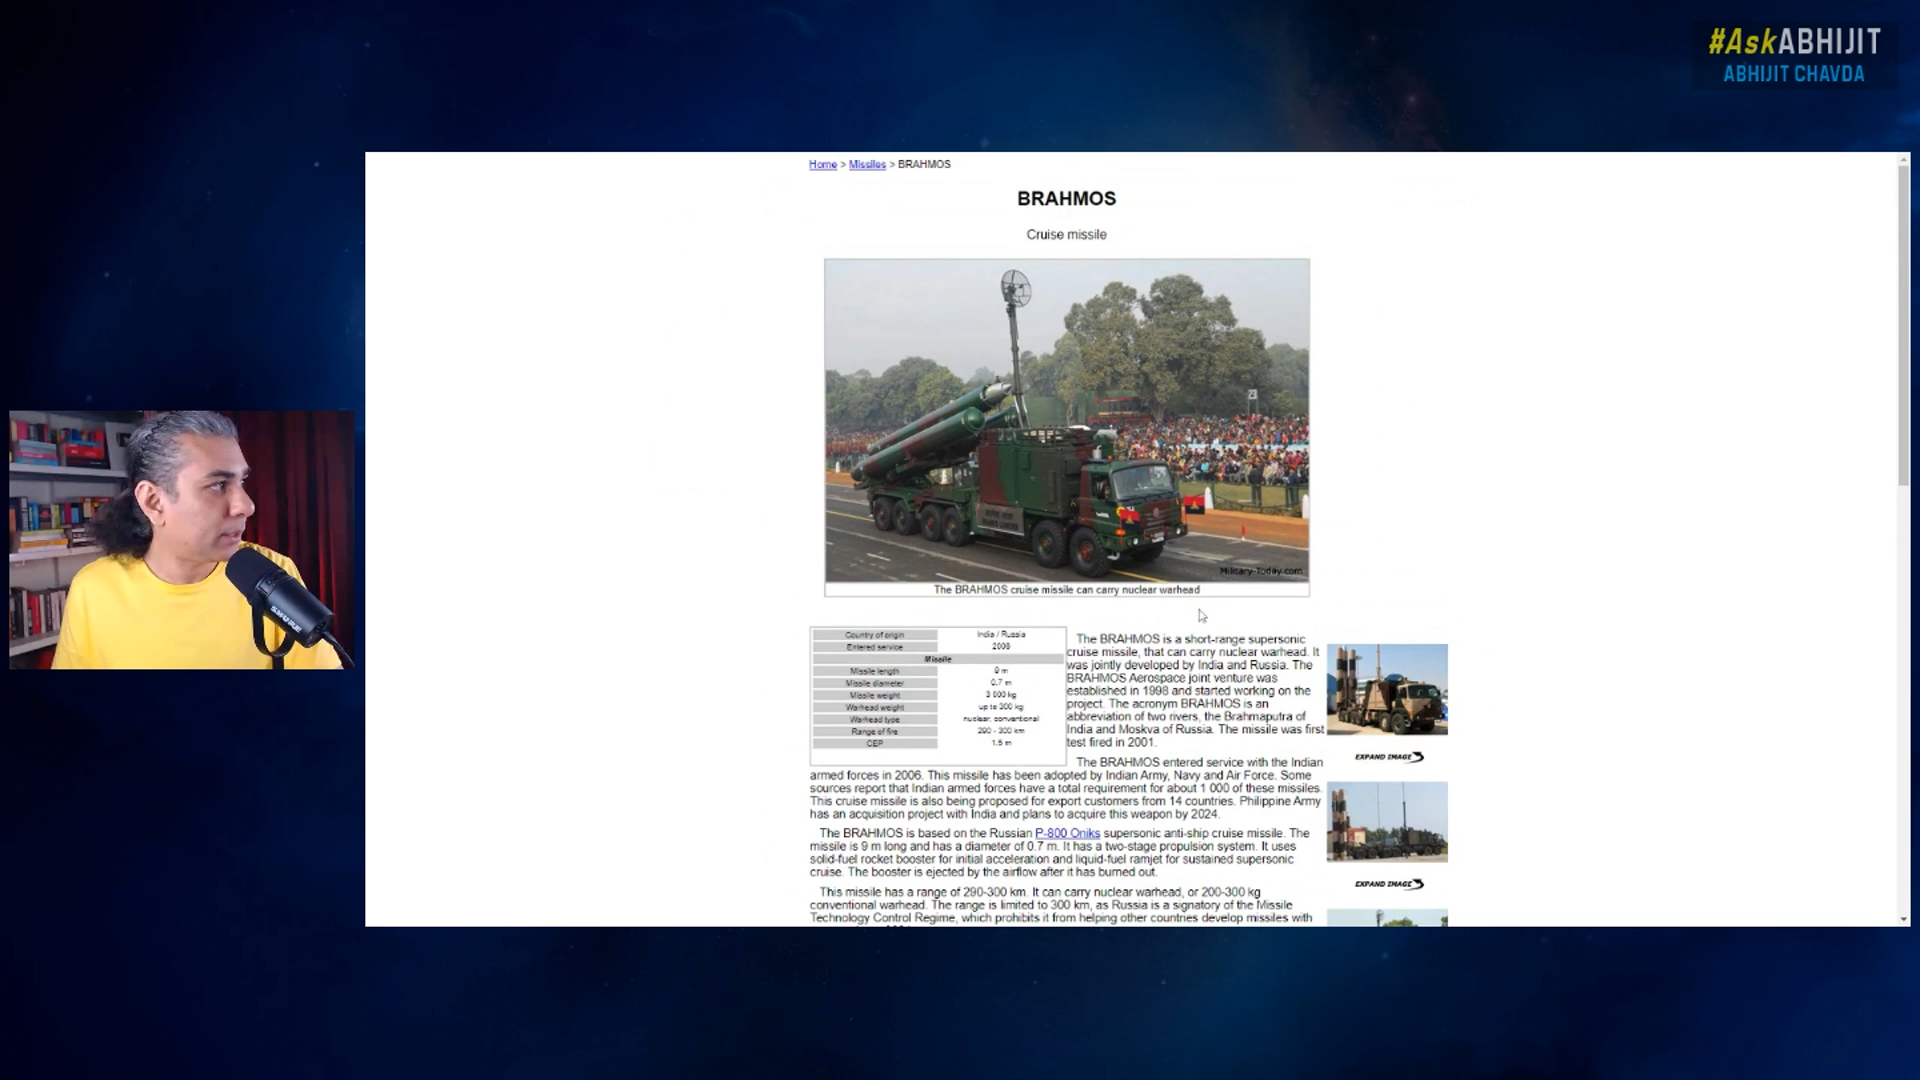 #AskABHIJIT
ABHIJIT CHAVDA
Home > Missiles > BRAHMOS
BRAHMOS
Cruise missile
23
Military-Today.com
The BRAHMOS cruise missile can carry nuclear warhead
Country of origin India / Russia
Entered service 2006
Missile
Missile length 9 m
Missile diameter 0.7 m
Missile weight 3 000 kg
Warhead weight up to 300 kg
Warhead type nuclear, conventional
Range of fire 290 - 300 km
CEP 1.5 m
The BRAHMOS is a short-range supersonic
cruise missile, that can carry nuclear warhead. It
was jointly developed by India and Russia. The
BRAHMOS Aerospace joint venture was
established in 1998 and started working on the
project. The acronym BRAHMOS is an
abbreviation of two rivers, the Brahmaputra of
India and Moskva of Russia. The missile was first
test fired in 2001.
The BRAHMOS entered service with the Indian
armed forces in 2006. This missile has been adopted by Indian Army, Navy and Air Force. Some
sources report that Indian armed forces have a total requirement for about 1 000 of these missiles.
This cruise missile is also being proposed for export customers from 14 countries. Philippine Army
has an acquisition project with India and plans to acquire this weapon by 2024.
The BRAHMOS is based on the Russian P-800 Oniks supersonic anti-ship cruise missile. The
missile is 9 m long and has a diameter of 0.7 m. It has a two-stage propulsion system. It uses
solid-fuel rocket booster for initial acceleration and liquid-fuel ramjet for sustained supersonic
cruise. The booster is ejected by the airflow after it has burned out.
This missile has a range of 290-300 km. It can carry nuclear warhead, or 200-300 kg
conventional warhead. The range is limited to 300 km, as Russia is a signatory of the Missile
Technology Control Regime, which prohibits it from helping other countries develop missiles with
EXPAND IMAGE
EXPAND IMAGE
SHURE